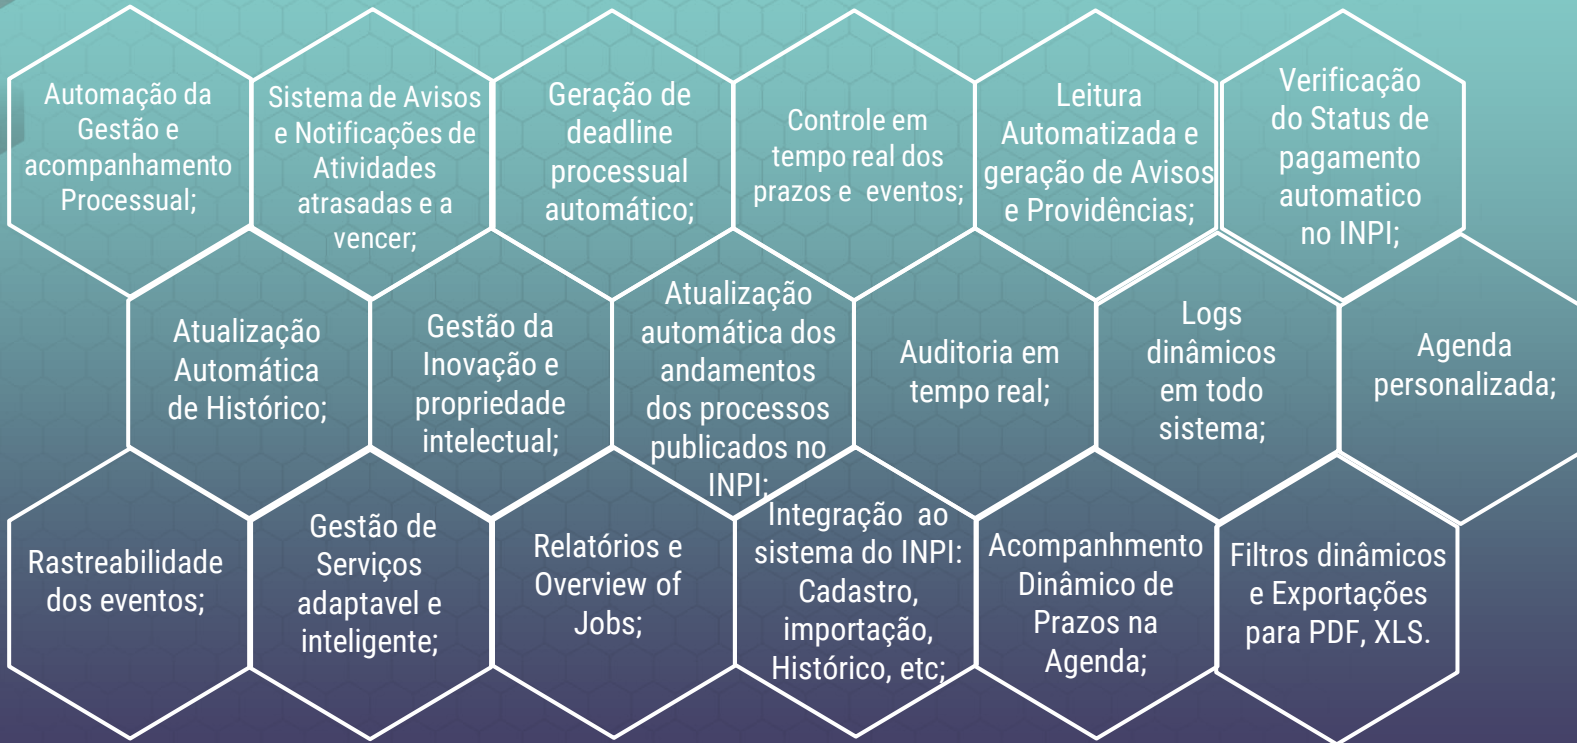 Automação da
Gestão e
acompanhamento
Processual;
Sistema de Avisos
e Notificações de
Atividades
atrasadas e a
vencer;
Geração de
deadline
processual
automático;
Controle em
tempo real dos
prazos e eventos;
Leitura
Automatizada e
geração de Avisos
e Providências;
Verificação
do Status de
pagamento
automatico
no INPI;
Atualização
Automática
de Histórico;
Gestão da
Inovação e
propriedade
intelectual;
Atualização
automática dos
andamentos
dos processos
publicados no
INPI;
Auditoria em
tempo real;
Logs
dinâmicos
em todo
sistema;
Agenda
personalizada;
Rastreabilidade
dos eventos;
Gestão de
Serviços
adaptavel e
inteligente;
Relatórios e
Overview of
Jobs;
Integração ao
sistema do INPI:
Cadastro,
importação,
Histórico, etc;
Acompanhmento
Dinâmico de
Prazos na
Agenda;
Filtros dinâmicos
e Exportações
para PDF, XLS.